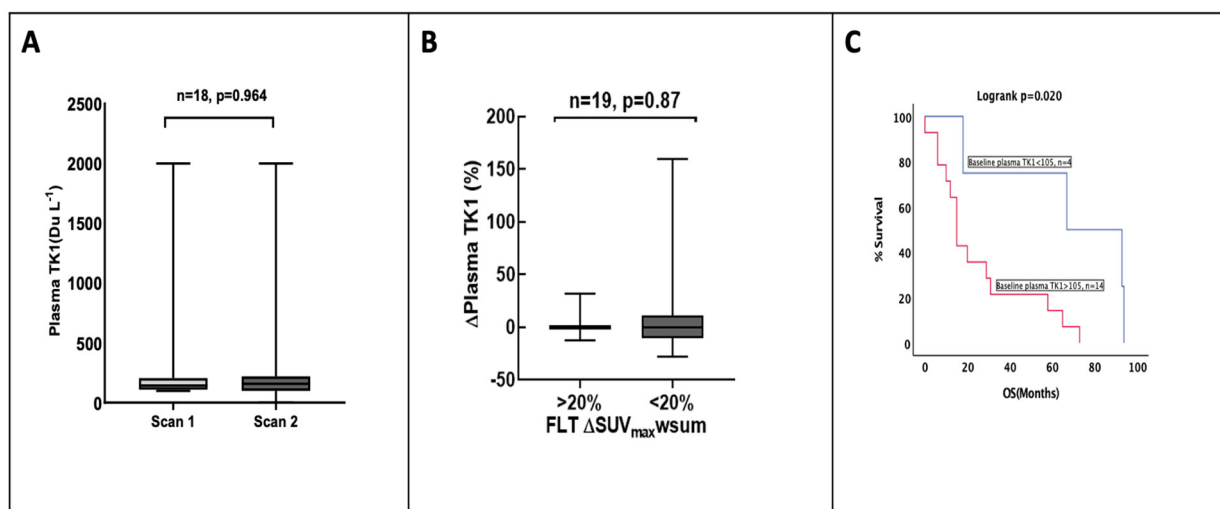 A
n=18, p=0.964
2500
2000
1500
1000
500
0
Plasma TK1(Du L⁻¹)
Scan 1 Scan 2
B
n=19, p=0.87
200
150
100
50
0
-50
ΔPlasma TK1 (%)
>20% <20%
FLT ΔSUVmaxwsum
C
Logrank p=0.020
100
80
60
40
20
0
% Survival
Baseline plasma TK1<105, n=4
Baseline plasma TK1>105, n=14
0 20 40 60 80 100
OS(Months)